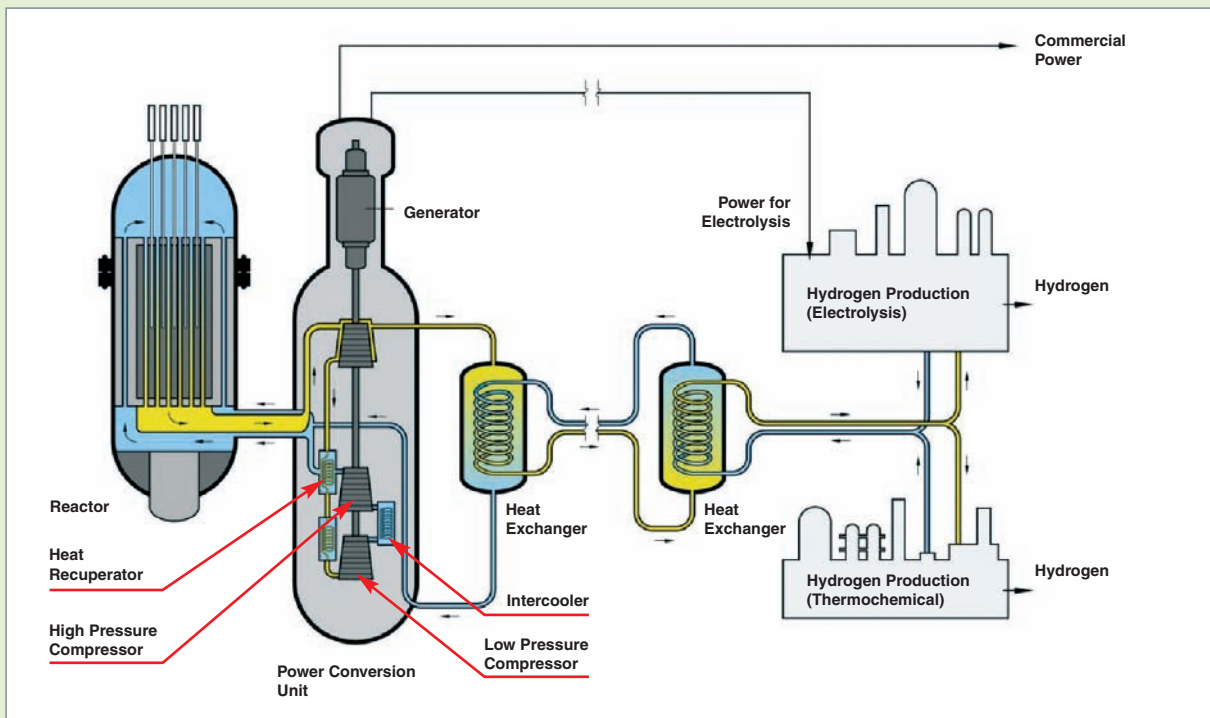 Commercial
Power
Generator
Power for
Electrolysis
Hydrogen Production
(Electrolysis)
Hydrogen
Reactor
Heat
Exchanger
Heat
Exchanger
Heat
Recuperator
Hydrogen Production
(Thermochemical)
Hydrogen
Intercooler
High Pressure
Compressor
Low Pressure
Compressor
Power Conversion
Unit